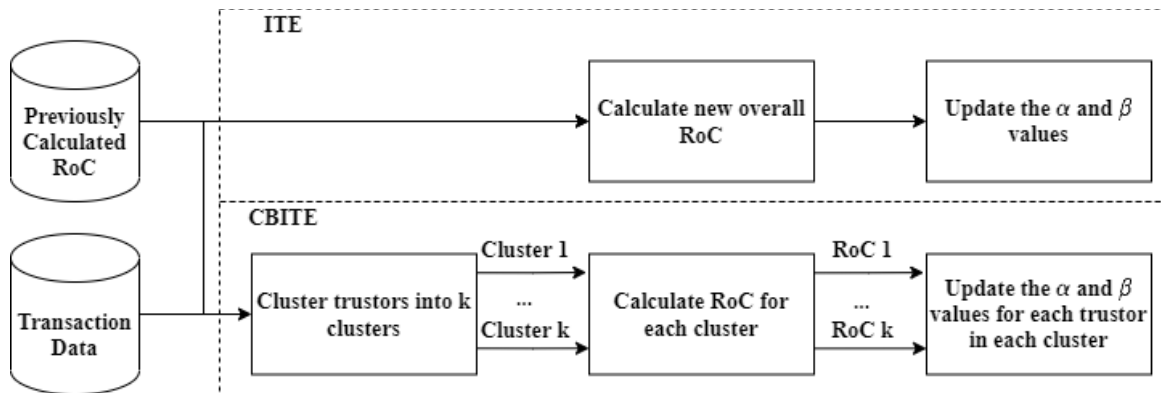 ITE
Previously
Calculated
RoC
Calculate new overall
RoC
Update the α and β
values
CBITE
Transaction
Data
Cluster trustors into k
clusters
Cluster 1
...
Cluster k
Calculate RoC for
each cluster
RoC 1
...
RoC k
Update the α and β
values for each trustor
in each cluster